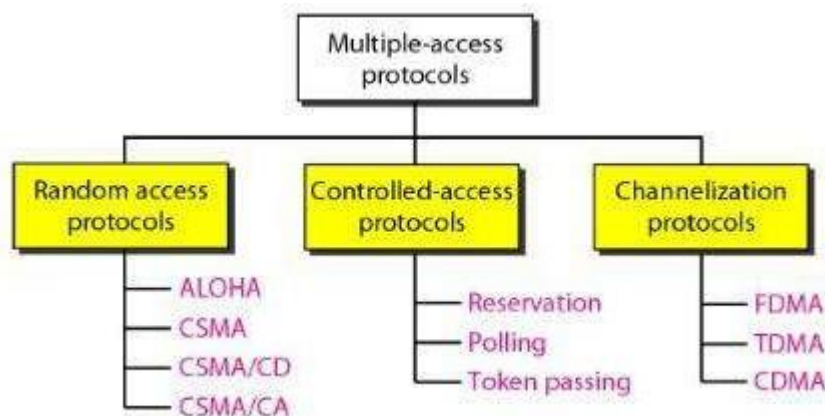 Multiple-access
protocols
Random access
protocols
Controlled-access
protocols
Channelization
protocols
ALOHA
CSMA
CSMA/CD
CSMA/CA
Reservation
Polling
Token passing
FDMA
TDMA
CDMA